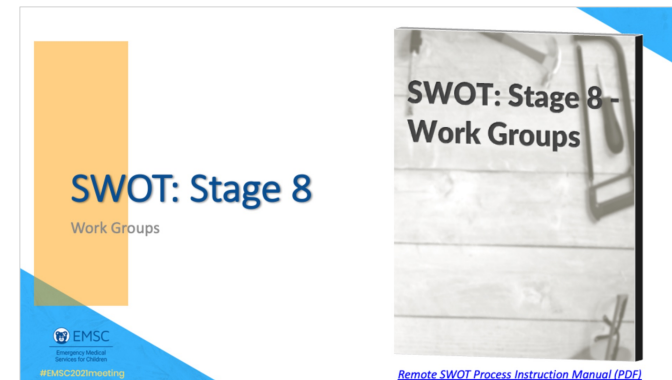 SWOT: Stage 8
Work Groups
EMSC
Emergency Medical
Services for Children
#EMSC2021meeting
SWOT: Stage 8 -
Work Groups
Remote SWOT Process Instruction Manual (PDF)